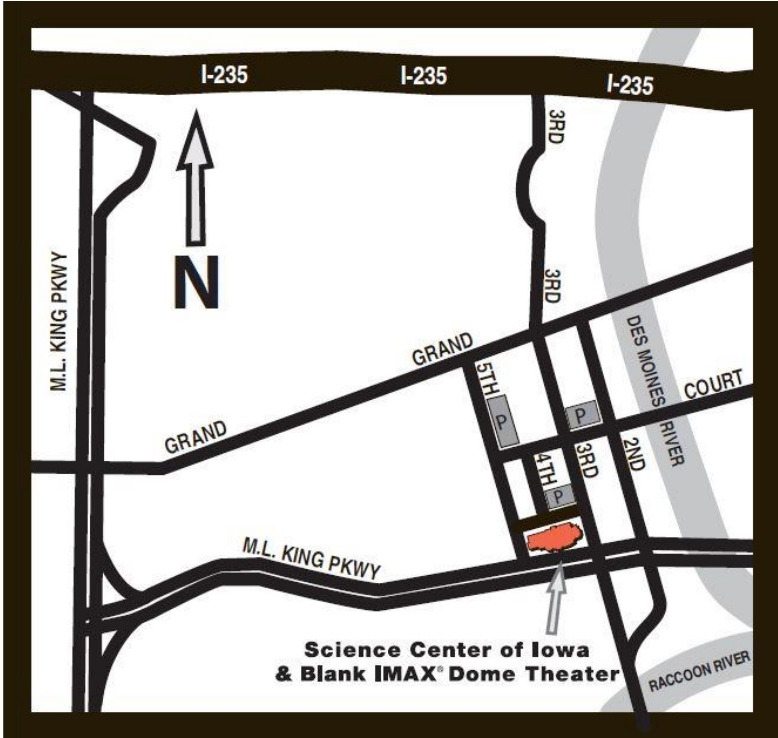 I-235
I-235
I-235
3RD
M.L. KING PKWY
N
3RD
GRAND
DES MOINES RIVER
5TH
COURT
P
P
GRAND
4TH
3RD
2ND
P
M.L. KING PKWY
Science Center of Iowa
& Blank IMAX® Dome Theater
RACCOON RIVER